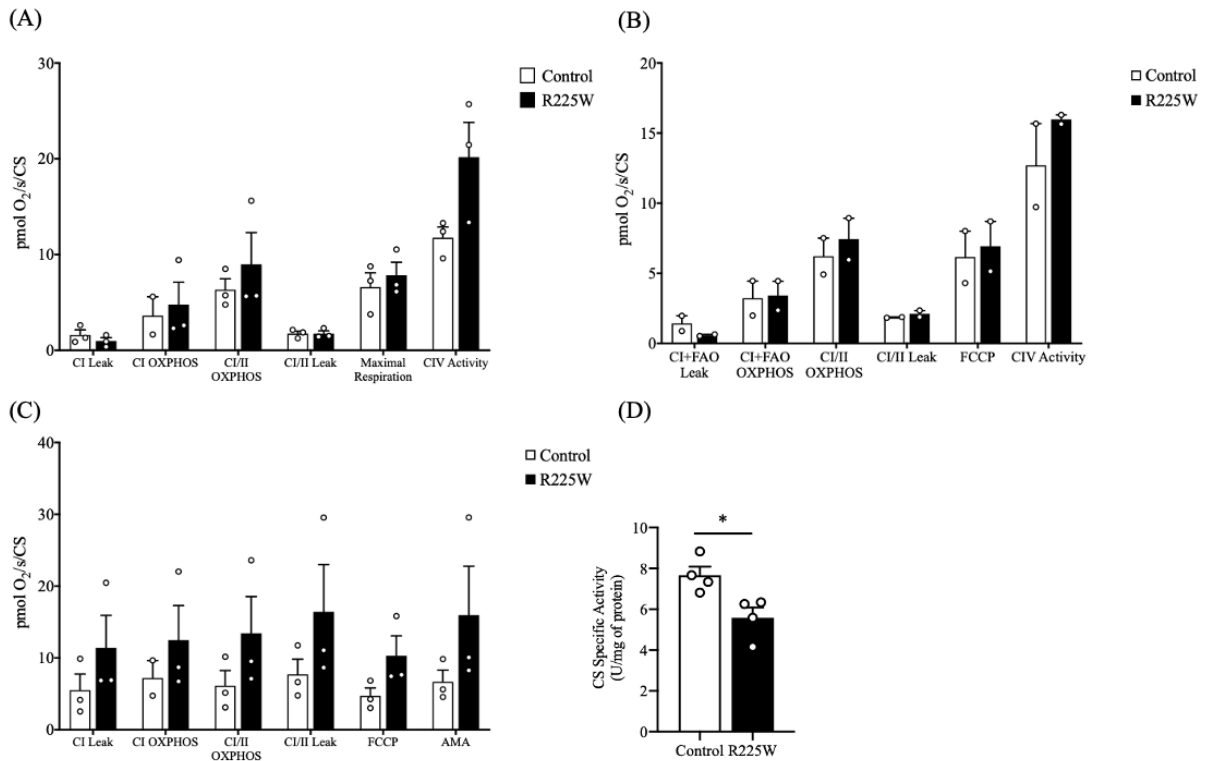 (A)
30
20
10
0
pmol O₂/s/CS
Control
R225W
CI Leak CI OXPHOS CI/II CI/II Leak Maximal CIV Activity
OXPHOS Respiration
(B)
20
15
10
5
0
pmol O₂/s/CS
Control
R225W
CI+FAO CI+FAO CI/II CI/II Leak FCCP CIV Activity
Leak OXPHOS OXPHOS
(C)
40
30
20
10
0
pmol O₂/s/CS
Control
R225W
CI Leak CI OXPHOS CI/II CI/II Leak FCCP AMA
OXPHOS
(D)
10
8
6
4
2
0
CS Specific Activity
(U/mg of protein)
*
Control R225W